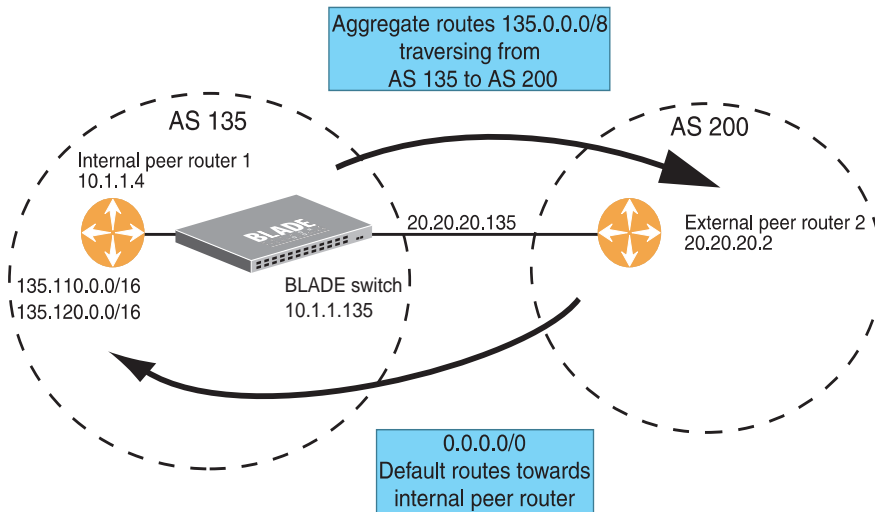 Aggregate routes 135.0.0.0/8
traversing from
AS 135 to AS 200
AS 135
AS 200
Internal peer router 1
10.1.1.4
BLADE
20.20.20.135
External peer router 2
20.20.20.2
135.110.0.0/16
135.120.0.0/16
BLADE switch
10.1.1.135
0.0.0.0/0
Default routes towards
internal peer router